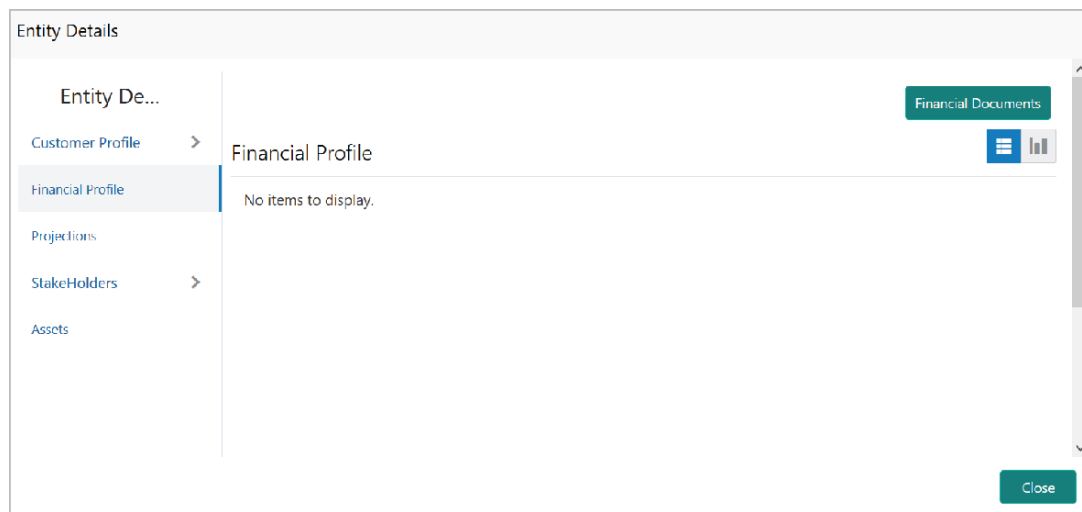 Entity Details
Entity De...
Customer Profile
Financial Profile
Projections
StakeHolders
Assets
Financial Documents
Financial Profile
No items to display.
Close